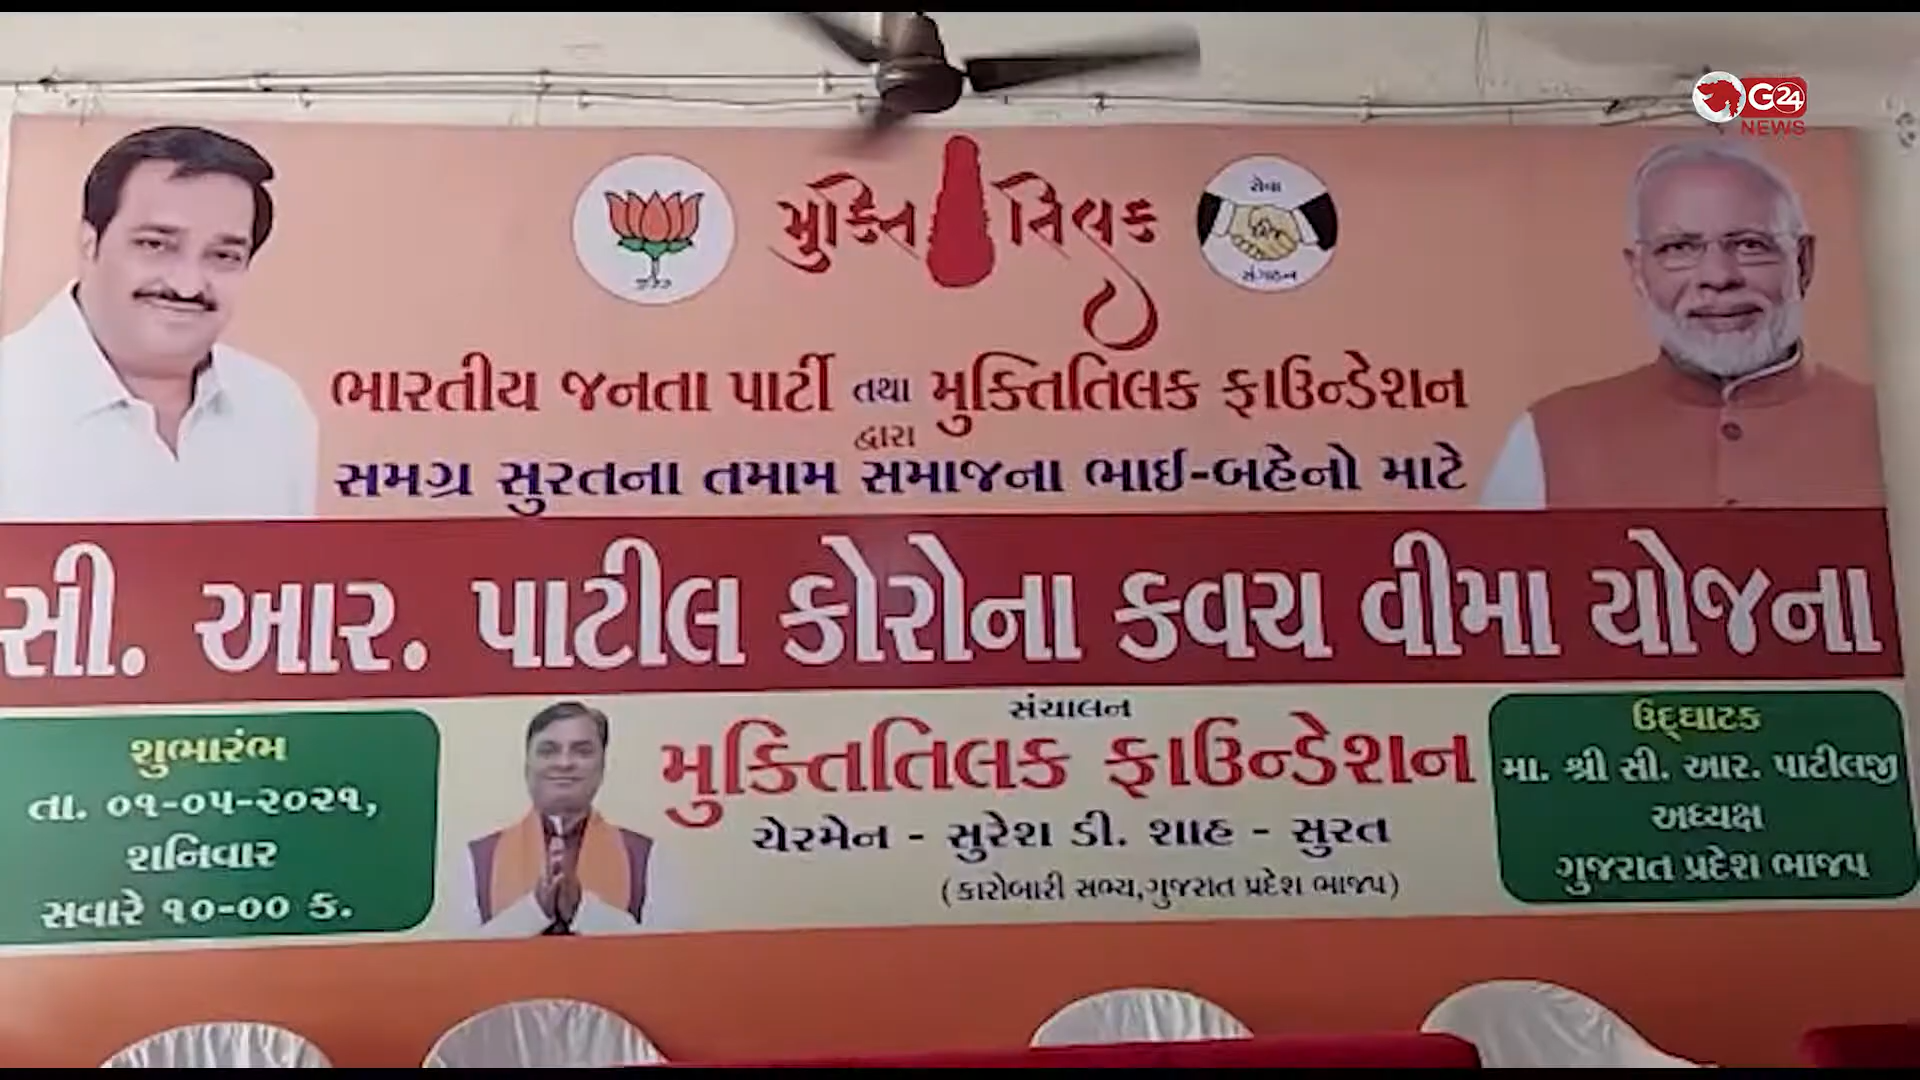 G24
NEWS
મુક્તિ તિલક
સેવા
સંગઠન
ભારતીય જનતા પાર્ટી તથા મુક્તિતિલક ફાઉન્ડેશન
દ્વારા
સમગ્ર સુરતના તમામ સમાજના ભાઈ-બહેનો માટે
સી. આર. પાટીલ કોરોના કવચ વીમા યોજના
શુભારંભ
તા. ૦૧-૦૫-૨૦૨૧,
શનિવાર
સવારે ૧૦-૦૦ ક.
સંચાલન
મુક્તિતિલક ફાઉન્ડેશન
ચેરમેન - સુરેશ ડી. શાહ - સુરત
(કારોબારી સભ્ય,ગુજરાત પ્રદેશ ભાજપ)
ઉદ્ઘાટક
મા. શ્રી સી. આર. પાટીલજી
અધ્યક્ષ
ગુજરાત પ્રદેશ ભાજપ